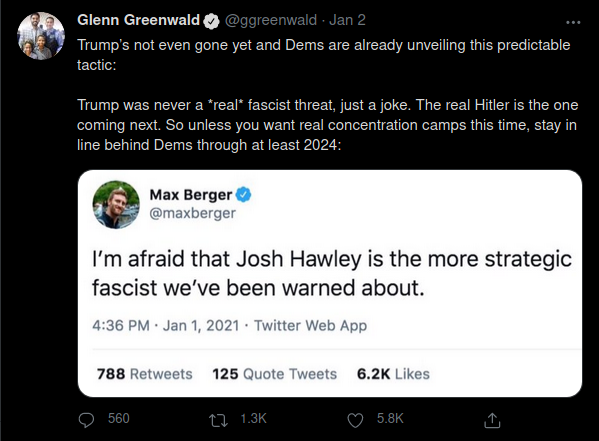 Glenn Greenwald @ggreenwald · Jan 2
Trump's not even gone yet and Dems are already unveiling this predictable
tactic:
Trump was never a *real* fascist threat, just a joke. The real Hitler is the one
coming next. So unless you want real concentration camps this time, stay in
line behind Dems through at least 2024:
Max Berger
@maxberger
I'm afraid that Josh Hawley is the more strategic
fascist we've been warned about.
4:36 PM · Jan 1, 2021 · Twitter Web App
788 Retweets 125 Quote Tweets 6.2K Likes
560 1.3K 5.8K